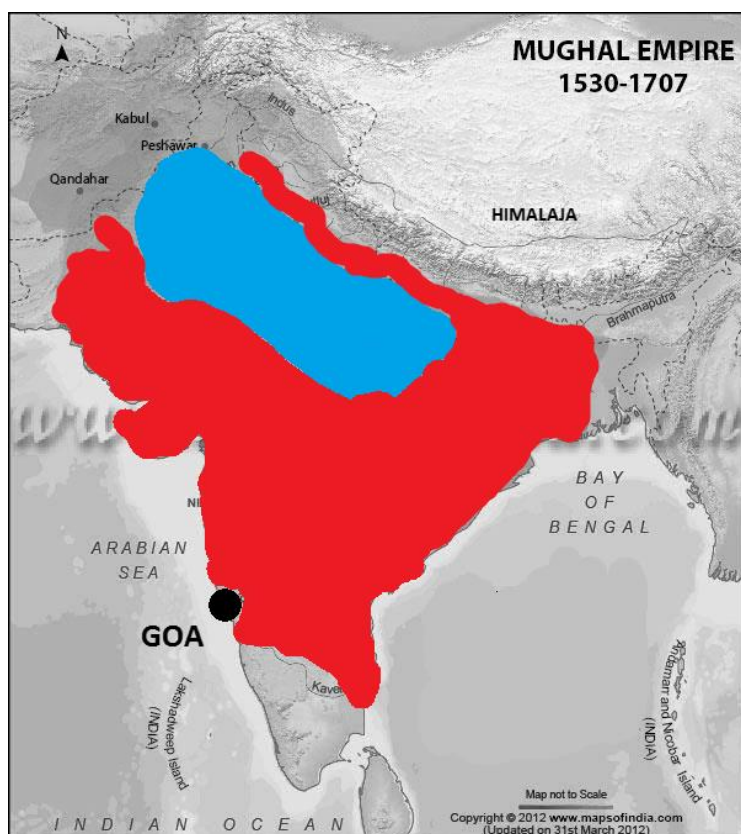 N
MUGHAL EMPIRE
1530-1707
Indus
Kabul
Peshawar
Qandahar
HIMALAJA
Brahmaputra
BAY
OF
BENGAL
ARABIAN
SEA
GOA
Lakshadweep Island
(INDIA)
Andamarr and Nicobar Island
(INDIA)
Map not to Scale
Copyright © 2012 www.mapsofindia.com
(Updated on 31st March 2012)
INDIAN OCEAN